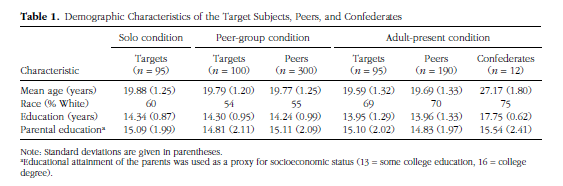 Table 1. Demographic Characteristics of the Target Subjects, Peers, and Confederates
Solo condition Peer-group condition Adult-present condition
Targets Targets Peers Targets Peers Confederates
Characteristic (n = 95) (n = 100) (n = 300) (n = 95) (n = 190) (n = 12)
Mean age (years) 19.88 (1.25) 19.79 (1.20) 19.77 (1.25) 19.59 (1.32) 19.69 (1.33) 27.17 (1.80)
Race (% White) 60 54 55 69 70 75
Education (years) 14.34 (0.87) 14.30 (0.95) 14.24 (0.99) 13.95 (1.29) 13.96 (1.33) 17.75 (0.62)
Parental educationᵃ 15.09 (1.99) 14.81 (2.11) 15.11 (2.09) 15.10 (2.02) 14.83 (1.97) 15.54 (2.41)
Note: Standard deviations are given in parentheses.
ᵃEducational attainment of the parents was used as a proxy for socioeconomic status (13 = some college education, 16 = college
degree).